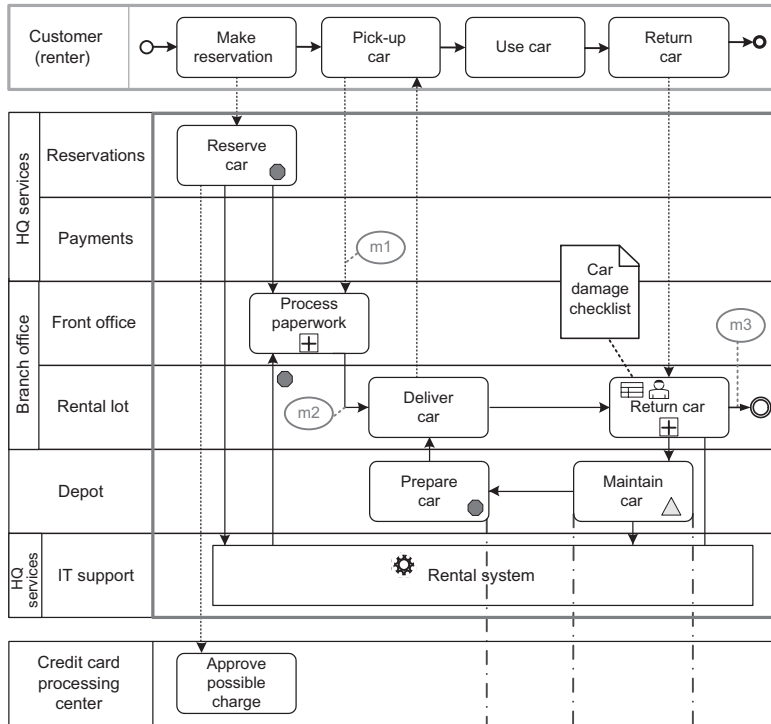 Customer
(renter)
Make
reservation
Pick-up
car
Use car
Return
car
HQ services
Reservations
Reserve
car
Payments
m1
Car
damage
checklist
Branch office
Front office
Process
paperwork
m3
Rental lot
m2
Deliver
car
Return car
Depot
Prepare
car
Maintain
car
HQ
services
IT support
Rental system
Credit card
processing
center
Approve
possible
charge